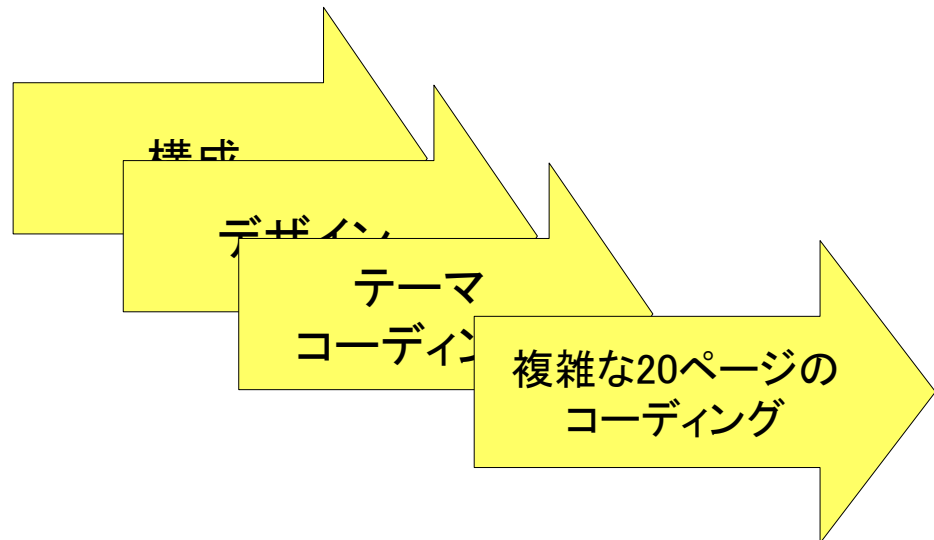 構成
デザイン
テーマ
コーディング
複雑な20ページの
コーディング